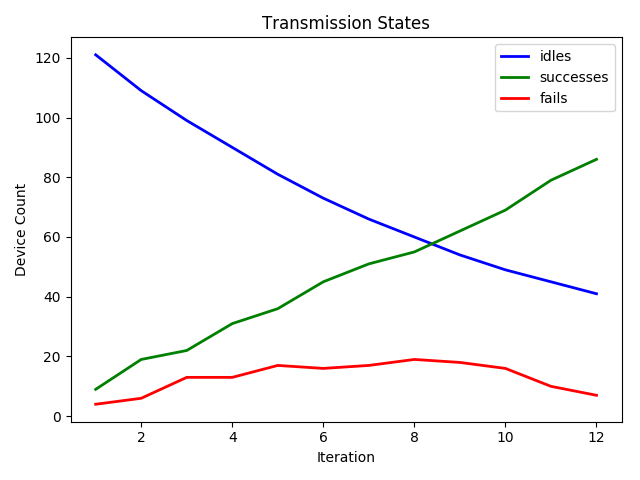 Transmission States
idles
successes
fails
Device Count
120
100
80
60
40
20
0
2 4 6 8 10 12
Iteration